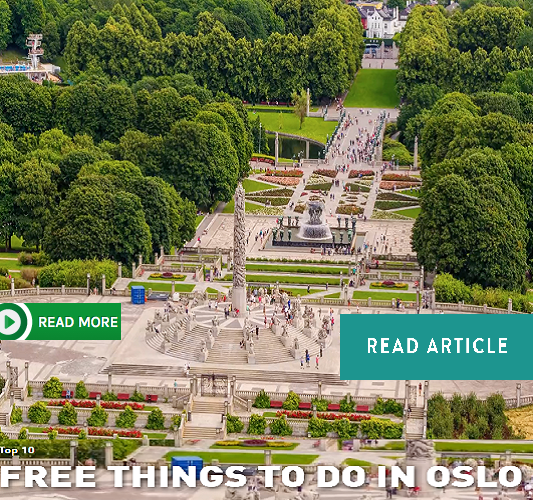 READ MORE
READ ARTICLE
Top 10
FREE THINGS TO DO IN OSLO